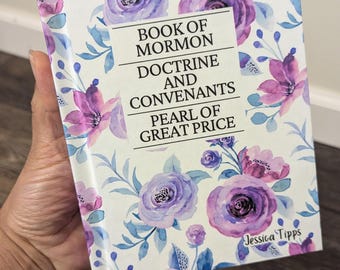 BOOK OF
MORMON
DOCTRINE
AND
CONVENANTS
PEARL OF
GREAT PRICE
Jessica Tipps